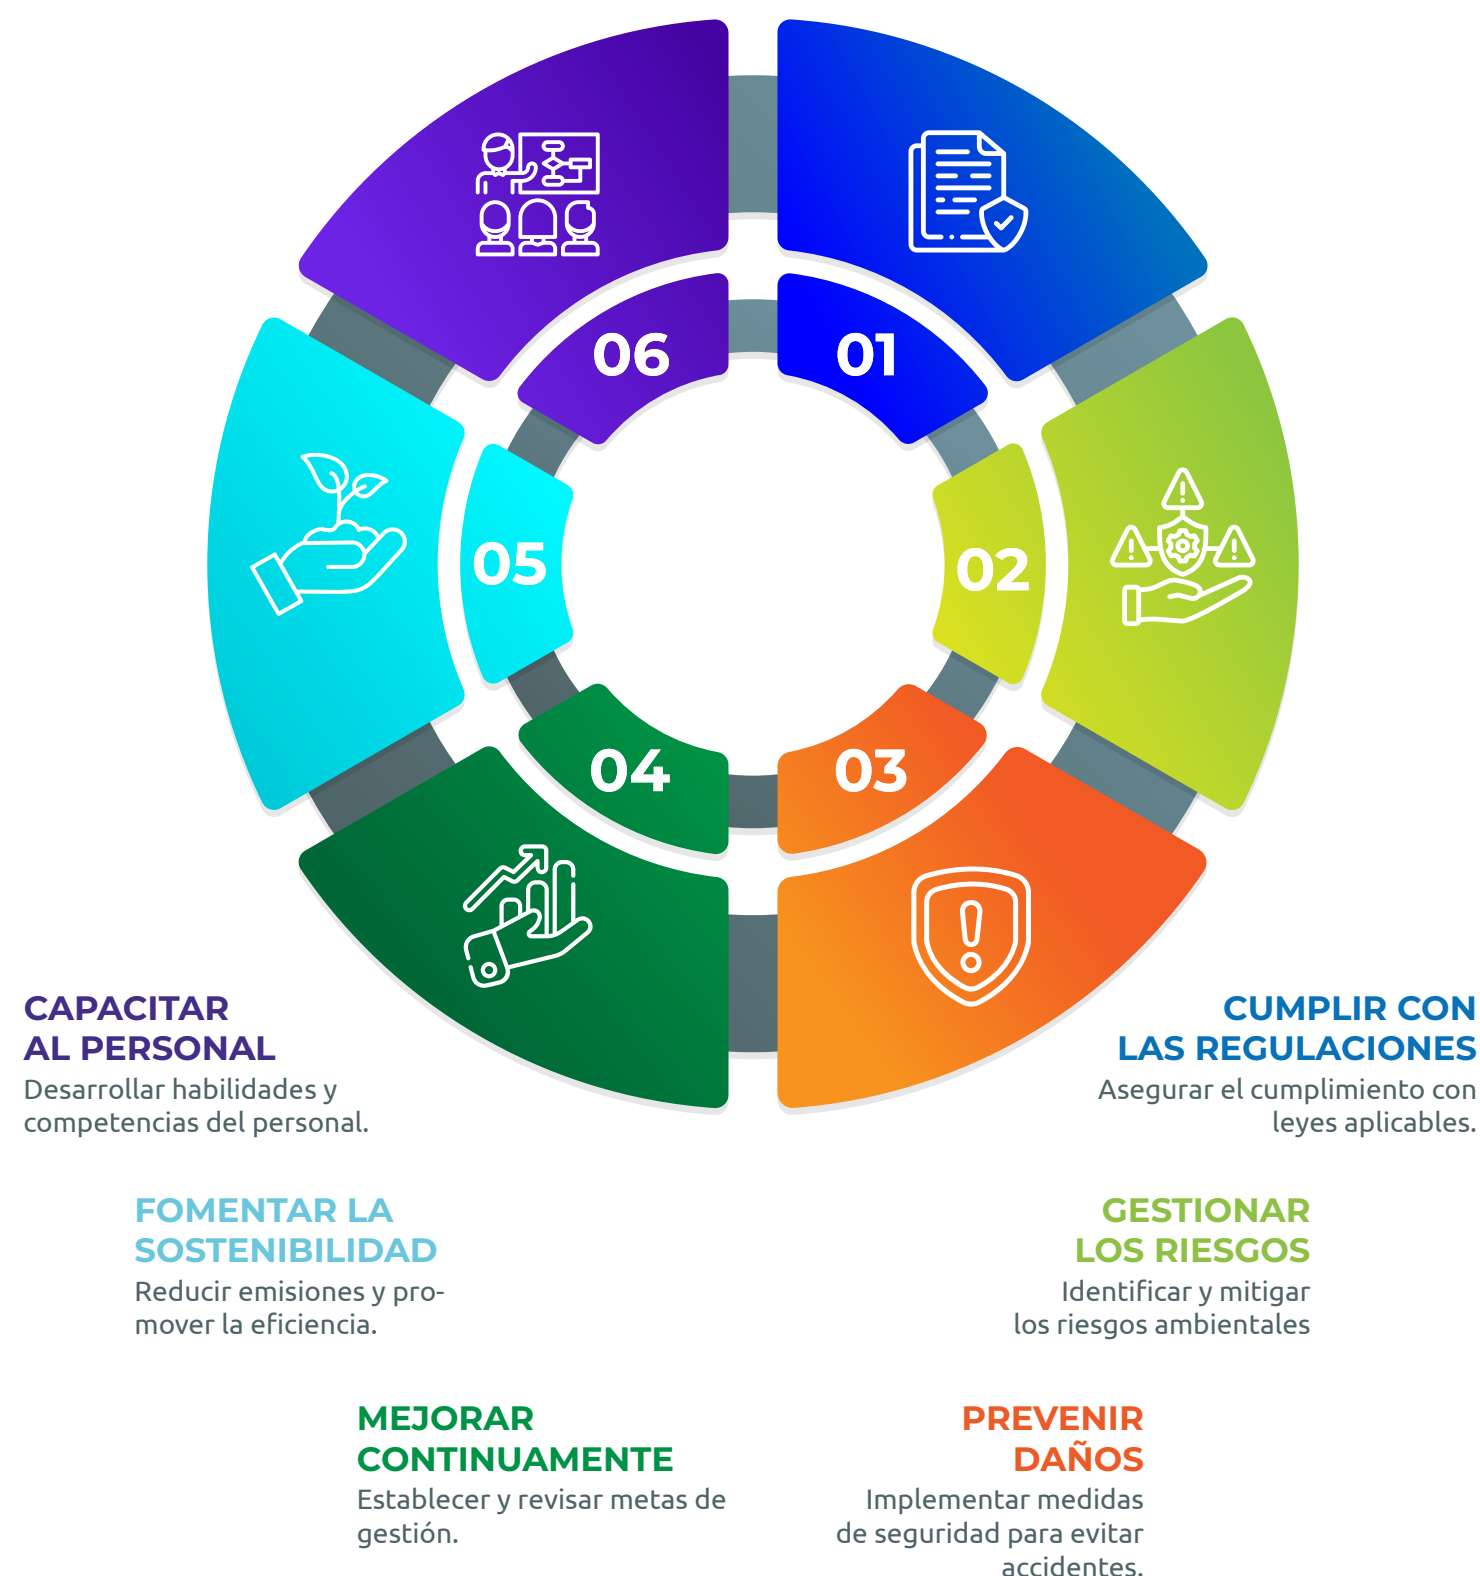 06
01
05
02
04
03
CAPACITAR
AL PERSONAL
Desarrollar habilidades y
competencias del personal.
CUMPLIR CON
LAS REGULACIONES
Asegurar el cumplimiento con
leyes aplicables.
FOMENTAR LA
SOSTENIBILIDAD
Reducir emisiones y pro-
mover la eficiencia.
GESTIONAR
LOS RIESGOS
Identificar y mitigar
los riesgos ambientales
MEJORAR
CONTINUAMENTE
Establecer y revisar metas de
gestión.
PREVENIR
DAÑOS
Implementar medidas
de seguridad para evitar
accidentes.